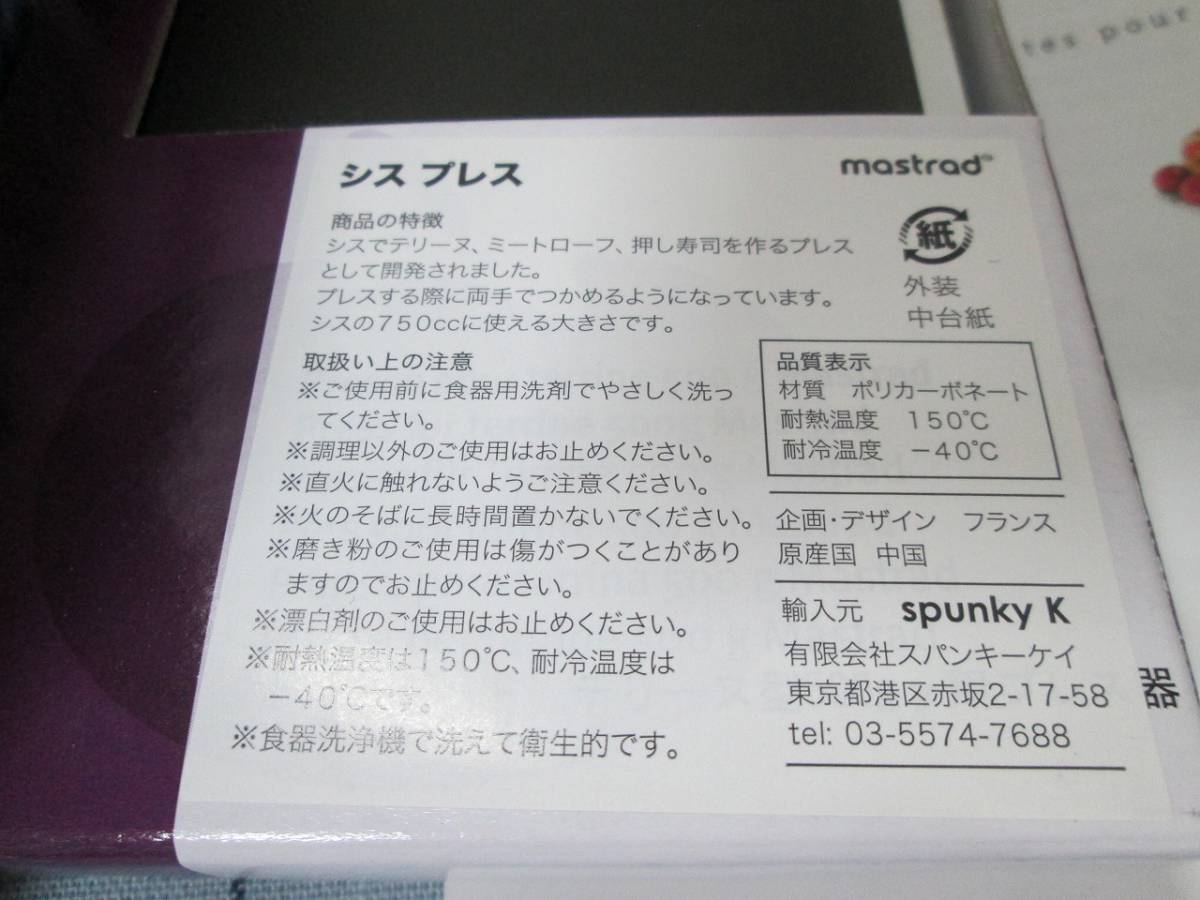 tes pour
シス プレス
mastrad
商品の特徴
シスでテリーヌ、ミートローフ、押し寿司を作るプレス
として開発されました。
プレスする際に両手でつかめるようになっています。
シスの750ccに使える大きさです。
取扱い上の注意
※ご使用前に食器用洗剤でやさしく洗っ
てください。
※調理以外のご使用はお止めください。
※直火に触れないようご注意ください。
※火のそばに長時間置かないでください。
※磨き粉のご使用は傷がつくことがあり
ますのでお止めください。
※漂白剤のご使用はお止めください。
※耐熱温度は150℃、耐冷温度は
−40℃です。
※食器洗浄機で洗えて衛生的です。
紙
外装
中台紙
品質表示
材質 ポリカーボネート
耐熱温度 150℃
耐冷温度 −40℃
企画・デザイン フランス
原産国 中国
輸入元 spunky K
有限会社スパンキーケイ
東京都港区赤坂2-17-58
tel: 03-5574-7688
器